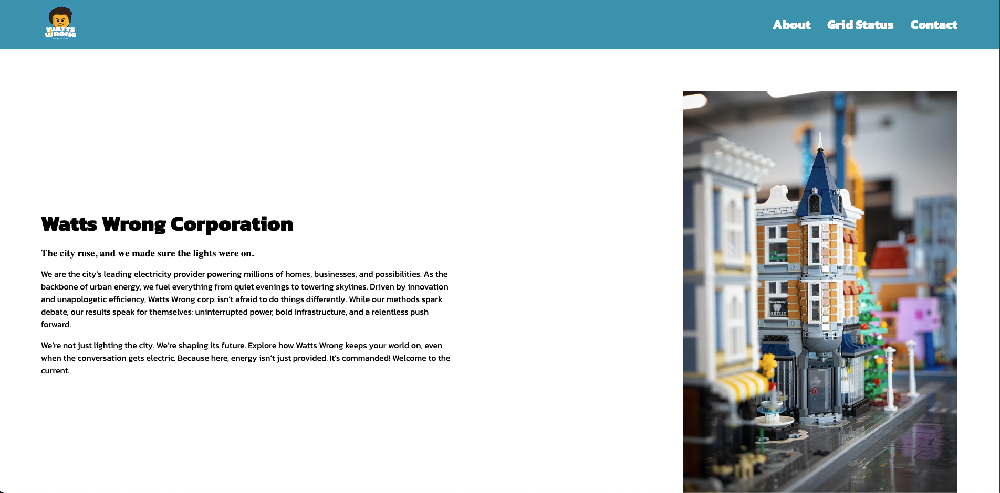 WATTS
WRONG
Corporation
About Grid Status Contact
Watts Wrong Corporation
The city rose, and we made sure the lights were on.
We are the city’s leading electricity provider powering millions of homes, businesses, and possibilities. As the
backbone of urban energy, we fuel everything from quiet evenings to towering skylines. Driven by innovation
and unapologetic efficiency, Watts Wrong corp. isn’t afraid to do things differently. While our methods spark
debate, our results speak for themselves: uninterrupted power, bold infrastructure, and a relentless push
forward.
We’re not just lighting the city. We’re shaping its future. Explore how Watts Wrong keeps your world on, even
when the conversation gets electric. Because here, energy isn’t just provided. It’s commanded! Welcome to the
current.
DENTIST